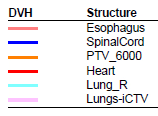 DVH Structure
Esophagus
SpinalCord
PTV_6000
Heart
Lung_R
Lungs-iCTV